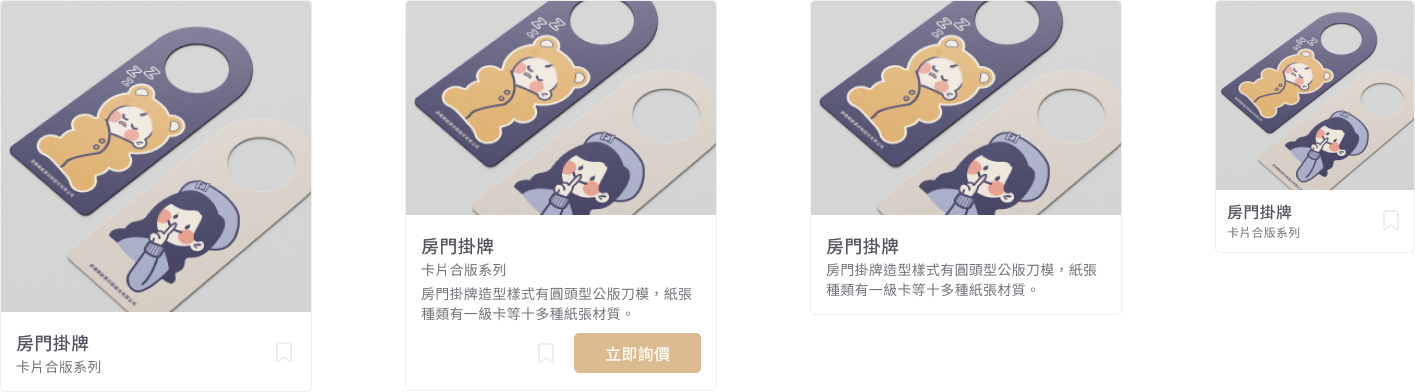 房門掛牌
卡片合版系列
房門掛牌
卡片合版系列
房門掛牌造型樣式有圓頭型公版刀模，紙張
種類有一級卡等十多種紙張材質。
立即詢價
房門掛牌
房門掛牌造型樣式有圓頭型公版刀模，紙張
種類有一級卡等十多種紙張材質。
房門掛牌
卡片合版系列